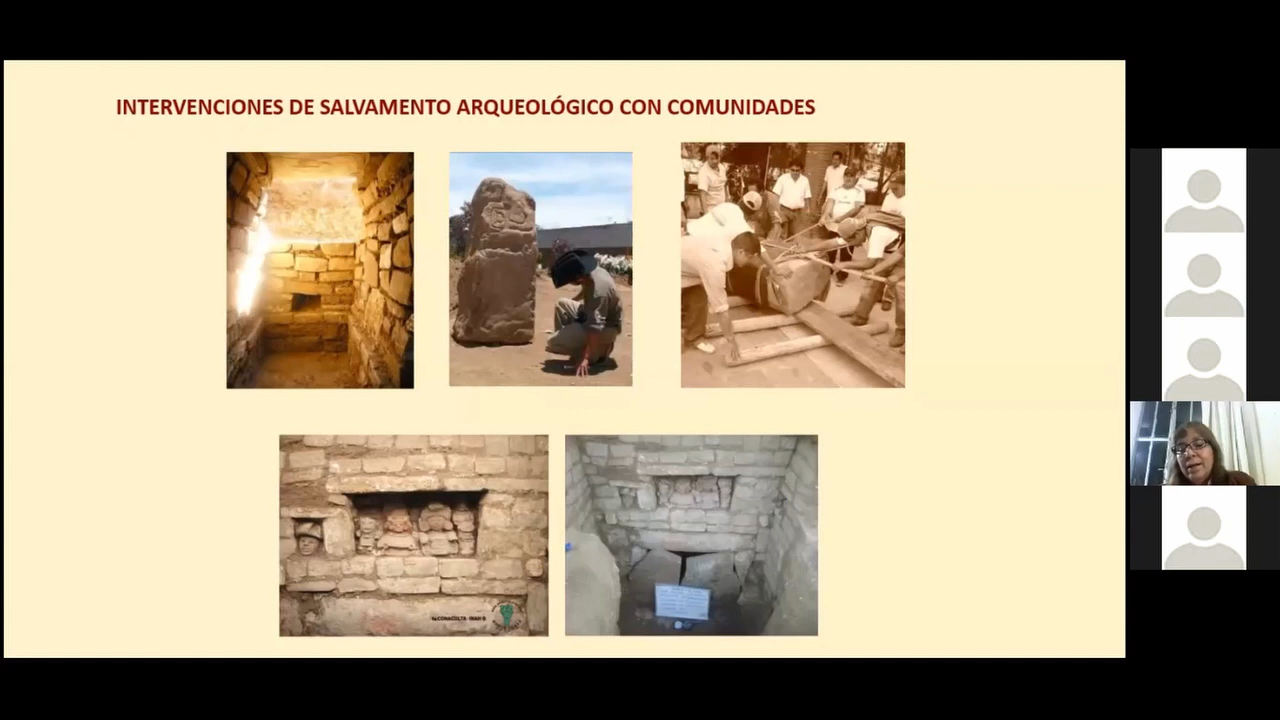 INTERVENCIONES DE SALVAMENTO ARQUEOLÓGICO CON COMUNIDADES